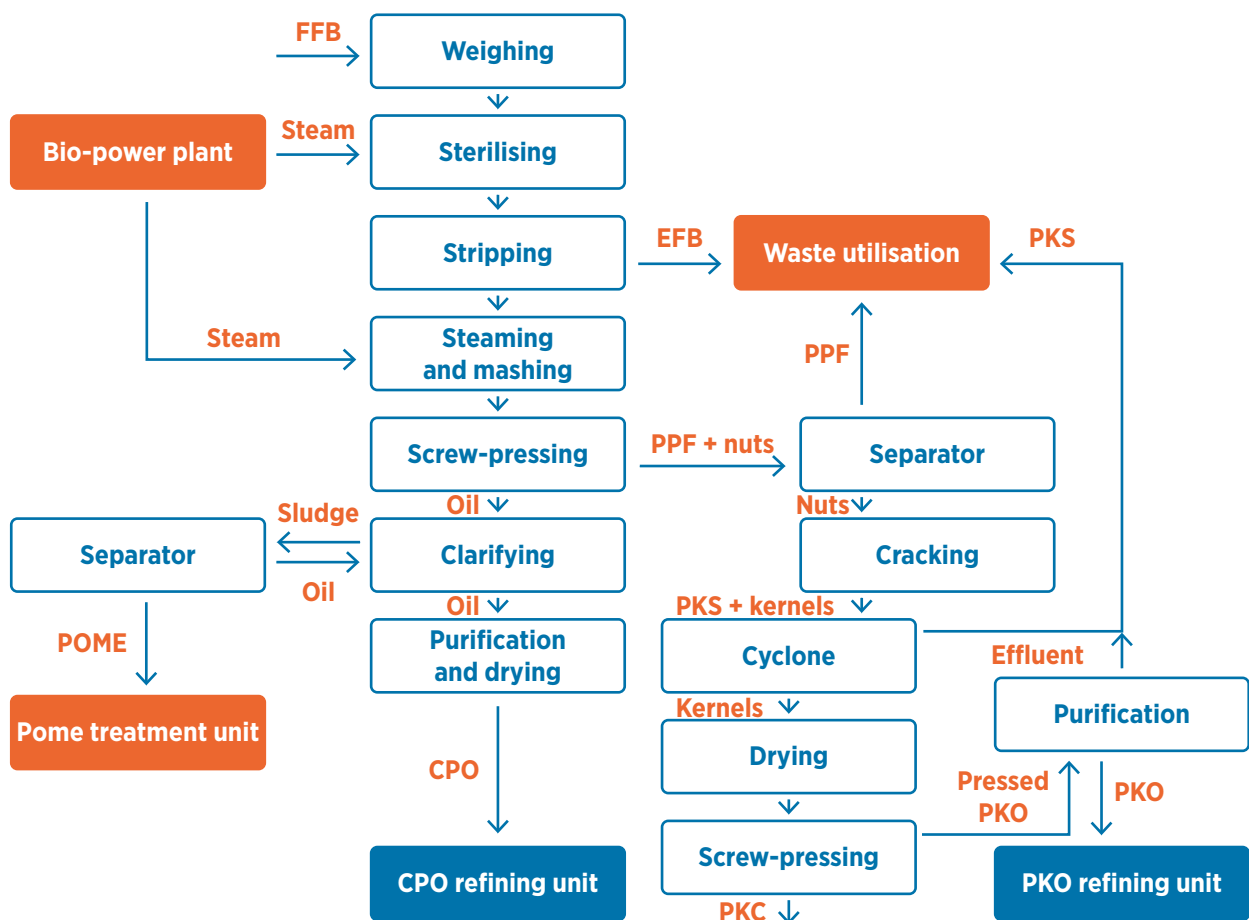 FFB
Weighing
Bio-power plant
Steam
Sterilising
Stripping
EFB
Waste utilisation
PKS
Steam
Steaming
and mashing
PPF
Screw-pressing
PPF + nuts
Separator
Oil
Nuts
Sludge
Separator
Clarifying
Cracking
Oil
Oil
PKS + kernels
POME
Purification
and drying
Cyclone
Effluent
Kernels
Pome treatment unit
Purification
Drying
CPO
Pressed
PKO
PKO
CPO refining unit
Screw-pressing
PKO refining unit
PKC